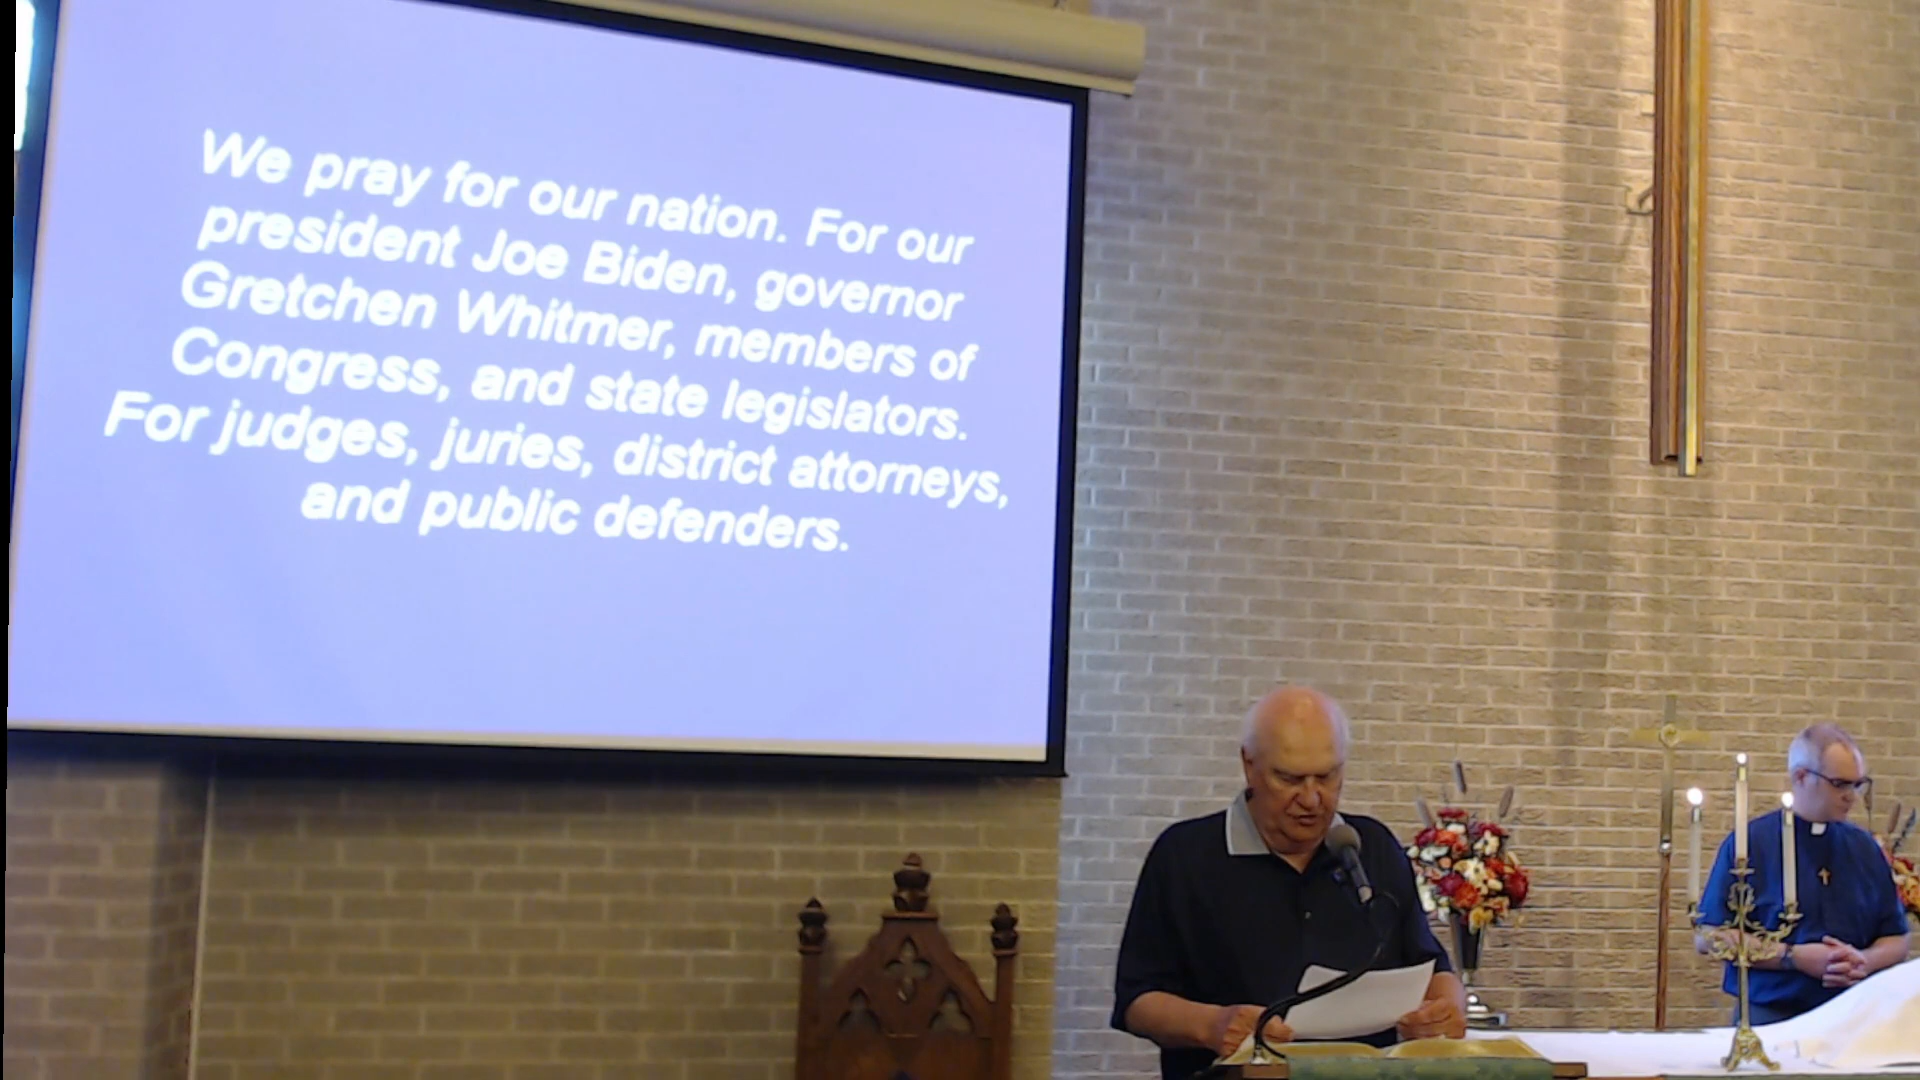 We pray for our nation. For our
president Joe Biden, governor
Gretchen Whitmer, members of
Congress, and state legislators.
For judges, juries, district attorneys,
and public defenders.